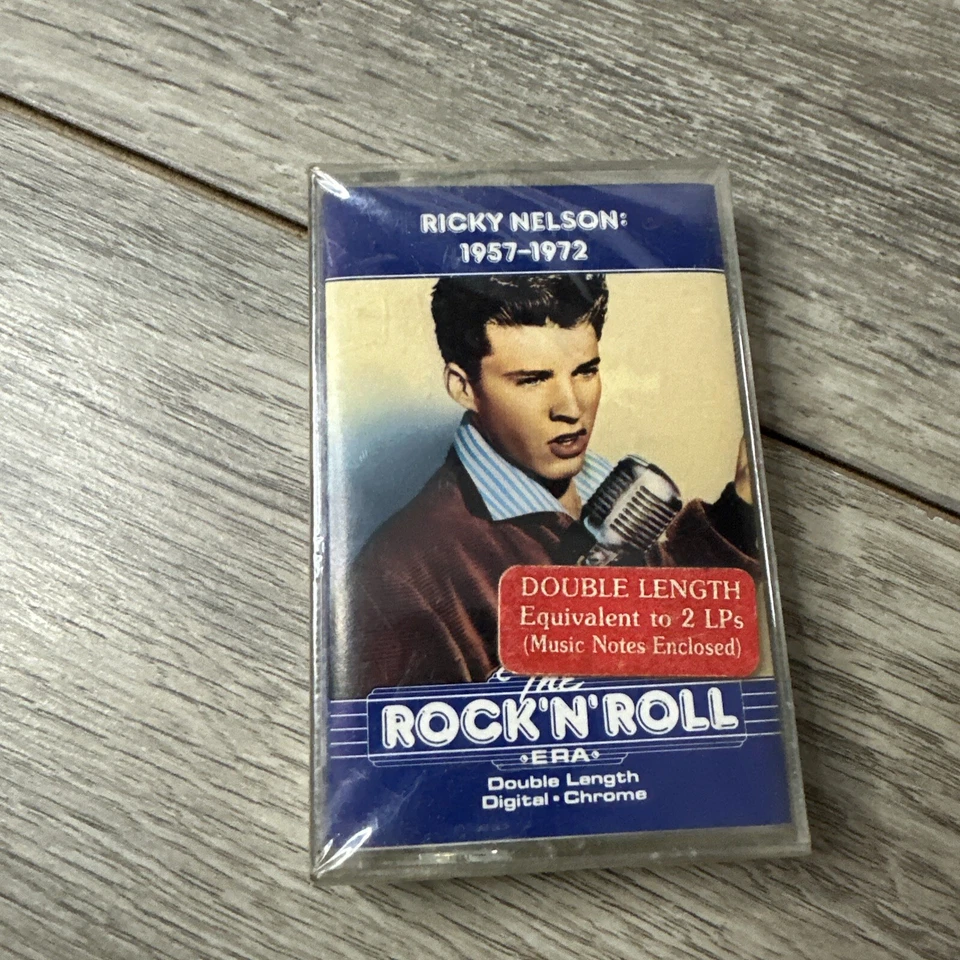 RICKY NELSON:
1957-1972
DOUBLE LENGTH
Equivalent to 2 LPs
(Music Notes Enclosed)
The
ROCK'N'ROLL
•ERA•
Double Length
Digital • Chrome